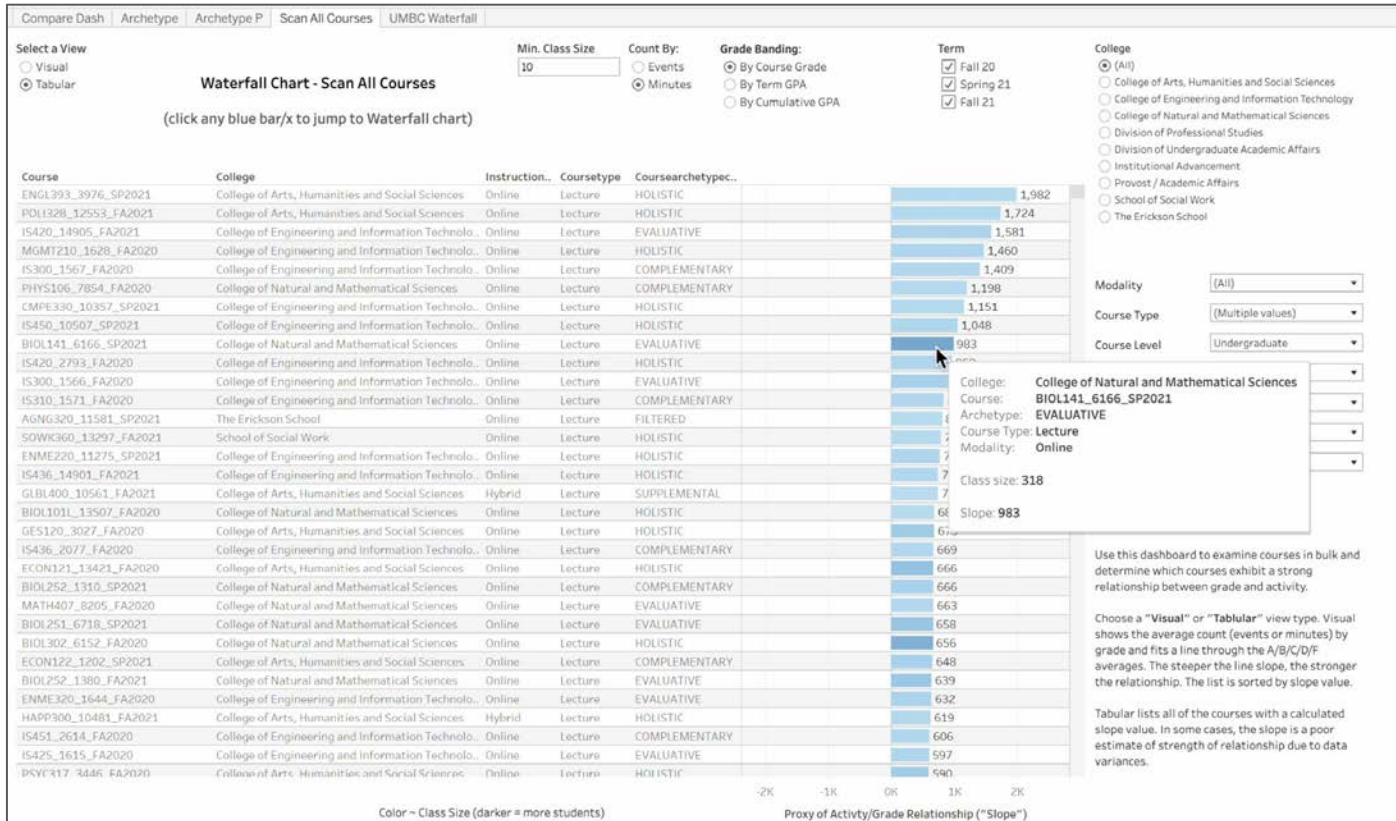 Compare Dash Archetype Archetype P Scan All Courses UMBC Waterfall
Select a View
Visual
Tabular
Waterfall Chart - Scan All Courses
(click any blue bar/x to jump to Waterfall chart)
Min. Class Size
10
Count By:
Events
Minutes
Grade Banding:
By Course Grade
By Term GPA
By Cumulative GPA
Term
Fall 20
Spring 21
Fall 21
College
(All)
College of Arts, Humanities and Social Sciences
College of Engineering and Information Technology
College of Natural and Mathematical Sciences
Division of Professional Studies
Division of Undergraduate Academic Affairs
Institutional Advancement
Provost / Academic Affairs
School of Social Work
The Erickson School
Course College Instruction.. Coursetype Coursearchetypec..
ENGL393_3976_SP2021 College of Arts, Humanities and Social Sciences Online Lecture HOLISTIC 1,982
POLI328_12553_FA2021 College of Arts, Humanities and Social Sciences Online Lecture HOLISTIC 1,724
IS420_14905_FA2021 College of Engineering and Information Technolo.. Online Lecture EVALUATIVE 1,581
MGMT210_1628_FA2020 College of Engineering and Information Technolo.. Online Lecture HOLISTIC 1,460
IS300_1567_FA2020 College of Engineering and Information Technolo.. Online Lecture COMPLEMENTARY 1,409
PHYS106_7854_FA2020 College of Natural and Mathematical Sciences Online Lecture COMPLEMENTARY 1,198
CMPE330_10357_SP2021 College of Engineering and Information Technolo.. Online Lecture HOLISTIC 1,151
IS450_10507_SP2021 College of Engineering and Information Technolo.. Online Lecture HOLISTIC 1,048
BIOL141_6166_SP2021 College of Natural and Mathematical Sciences Online Lecture EVALUATIVE 983
IS420_2793_FA2020 College of Engineering and Information Technolo.. Online Lecture HOLISTIC
IS300_1566_FA2020 College of Engineering and Information Technolo.. Online Lecture EVALUATIVE
IS310_1571_FA2020 College of Engineering and Information Technolo.. Online Lecture COMPLEMENTARY
AGNG320_11581_SP2021 The Erickson School Online Lecture FILTERED
SOWK360_13297_FA2021 School of Social Work Online Lecture HOLISTIC
ENME220_11275_SP2021 College of Engineering and Information Technolo.. Online Lecture HOLISTIC
IS436_14901_FA2021 College of Engineering and Information Technolo.. Online Lecture HOLISTIC
GLBL400_10561_FA2021 College of Arts, Humanities and Social Sciences Hybrid Lecture SUPPLEMENTAL
BIOL101L_13507_FA2020 College of Natural and Mathematical Sciences Online Lecture HOLISTIC
GES120_3027_FA2020 College of Arts, Humanities and Social Sciences Online Lecture HOLISTIC
IS436_2077_FA2020 College of Engineering and Information Technolo.. Online Lecture COMPLEMENTARY 669
ECON121_13421_FA2020 College of Arts, Humanities and Social Sciences Online Lecture HOLISTIC 666
BIOL252_1310_SP2021 College of Natural and Mathematical Sciences Online Lecture COMPLEMENTARY 666
MATH407_8205_FA2020 College of Natural and Mathematical Sciences Online Lecture EVALUATIVE 663
BIOL251_6718_SP2021 College of Natural and Mathematical Sciences Online Lecture EVALUATIVE 658
BIOL302_6152_FA2020 College of Natural and Mathematical Sciences Online Lecture HOLISTIC 656
ECON122_1202_SP2021 College of Arts, Humanities and Social Sciences Online Lecture COMPLEMENTARY 648
BIOL252_1380_FA2021 College of Natural and Mathematical Sciences Online Lecture EVALUATIVE 639
ENME320_1644_FA2020 College of Engineering and Information Technolo.. Online Lecture EVALUATIVE 632
HAPP300_10481_FA2021 College of Arts, Humanities and Social Sciences Hybrid Lecture HOLISTIC 619
IS451_2614_FA2020 College of Engineering and Information Technolo.. Online Lecture COMPLEMENTARY 606
IS425_1615_FA2020 College of Engineering and Information Technolo.. Online Lecture EVALUATIVE 597
PSYC317_3446_FA2020 College of Arts, Humanities and Social Sciences Online Lecture HOLISTIC 590
-2K -1K 0K 1K 2K
Color ~ Class Size (darker = more students)
Proxy of Activty/Grade Relationship ("Slope")
Modality (All)
Course Type (Multiple values)
Course Level Undergraduate
College: College of Natural and Mathematical Sciences
Course: BIOL141_6166_SP2021
Archetype: EVALUATIVE
Course Type: Lecture
Modality: Online
Class size: 318
Slope: 983
Use this dashboard to examine courses in bulk and
determine which courses exhibit a strong
relationship between grade and activity.
Choose a "Visual" or "Tablular" view type. Visual
shows the average count (events or minutes) by
grade and fits a line through the A/B/C/D/F
averages. The steeper the line slope, the stronger
the relationship. The list is sorted by slope value.
Tabular lists all of the courses with a calculated
slope value. In some cases, the slope is a poor
estimate of strength of relationship due to data
variances.